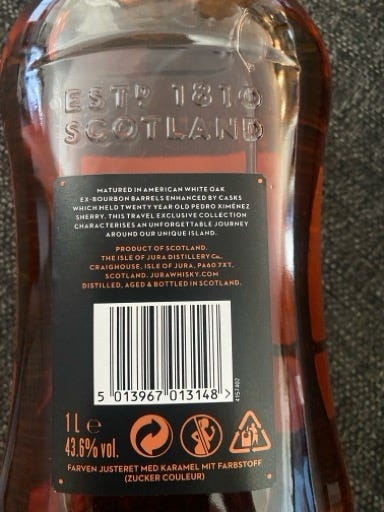 ESTD 1810
SCOTLAND
MATURED IN AMERICAN WHITE OAK
EX-BOURBON BARRELS ENHANCED BY CASKS
WHICH HELD TWENTY YEAR OLD PEDRO XIMÉNEZ
SHERRY. THIS TRAVEL EXCLUSIVE COLLECTION
CHARACTERISES AN UNFORGETTABLE JOURNEY
AROUND OUR UNIQUE ISLAND.
PRODUCT OF SCOTLAND.
THE ISLE OF JURA DISTILLERY Co.,
CRAIGHOUSE, ISLE OF JURA, PA60 7XT,
SCOTLAND. JURAWHISKY.COM
DISTILLED, AGED & BOTTLED IN SCOTLAND.
5 013967 013148 >
1 L ℮
43.6% vol.
FARVEN JUSTERET MED KARAMEL MIT FARBSTOFF
(ZUCKER COULEUR)